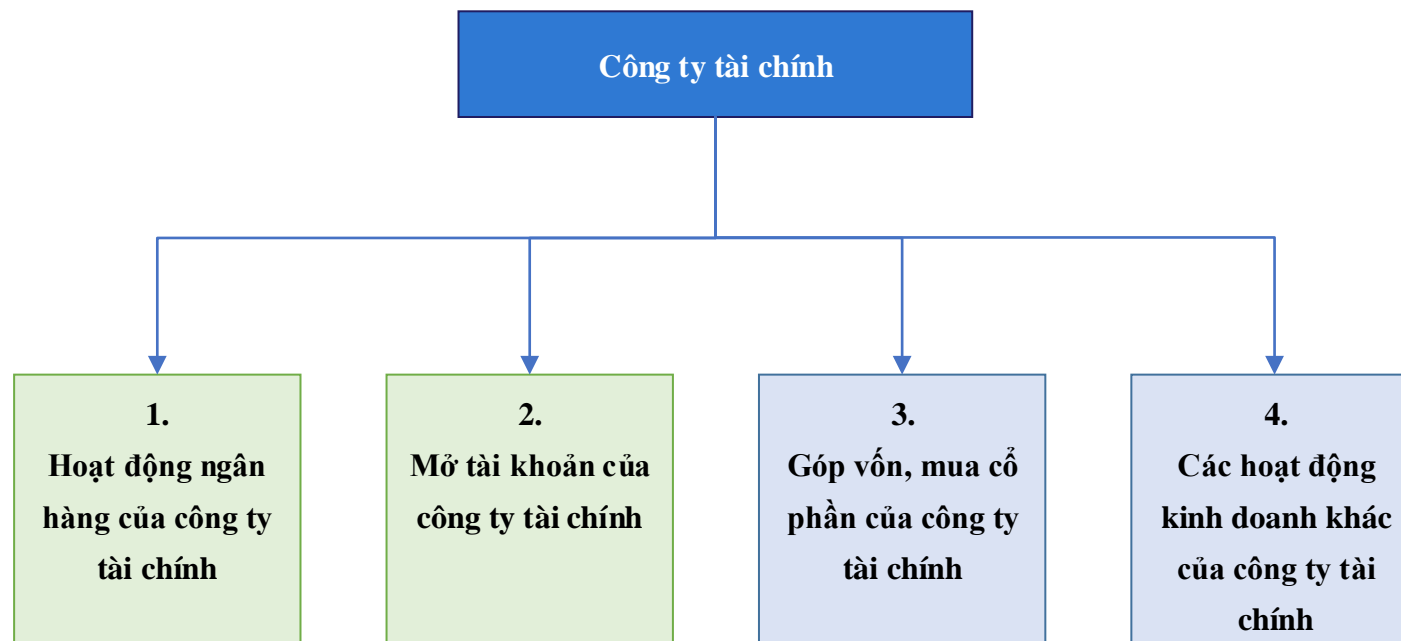 Công ty tài chính
1.
Hoạt động ngân
hàng của công ty
tài chính
2.
Mở tài khoản của
công ty tài chính
3.
Góp vốn, mua cổ
phần của công ty
tài chính
4.
Các hoạt động
kinh doanh khác
của công ty tài
chính